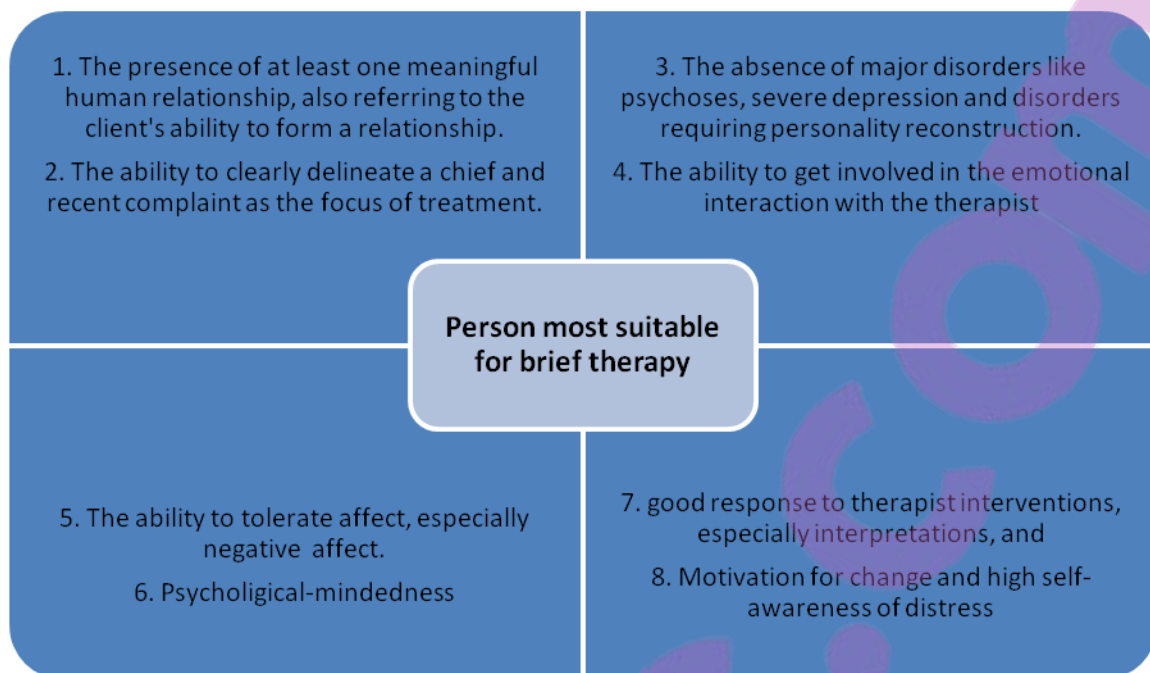 1. The presence of at least one meaningful
human relationship, also referring to the
client's ability to form a relationship.
2. The ability to clearly delineate a chief and
recent complaint as the focus of treatment.
3. The absence of major disorders like
psychoses, severe depression and disorders
requiring personality reconstruction.
4. The ability to get involved in the emotional
interaction with the therapist
Person most suitable
for brief therapy
5. The ability to tolerate affect, especially
negative affect.
6. Psycholigical-mindedness
7. good response to therapist interventions,
especially interpretations, and
8. Motivation for change and high self-
awareness of distress